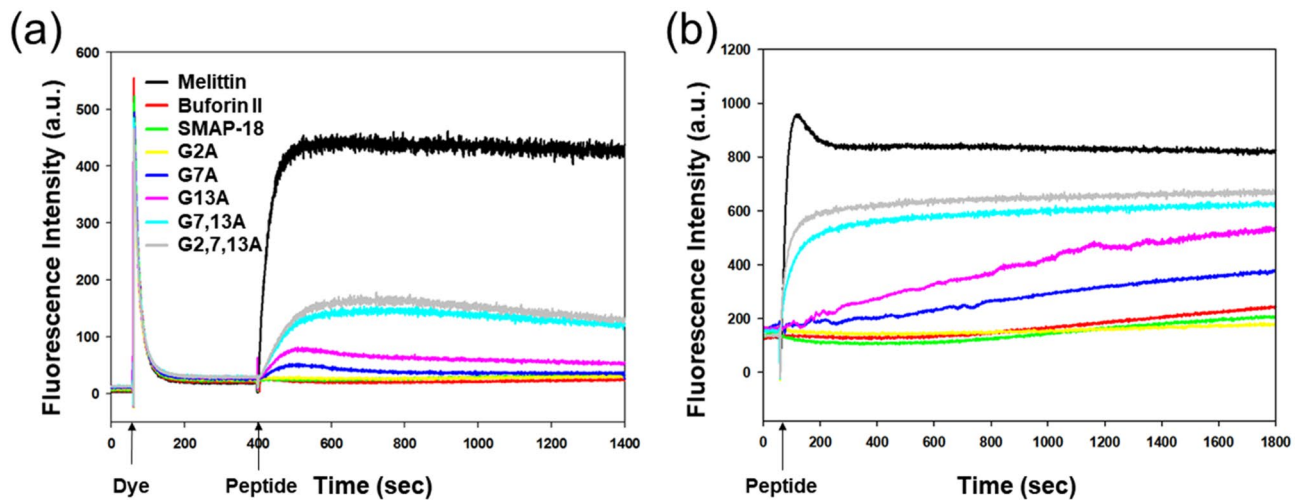 (a)
Fluorescence Intensity (a.u.)
600
500
400
300
200
100
0
Melittin
Buforin II
SMAP-18
G2A
G7A
G13A
G7,13A
G2,7,13A
0 200 400 600 800 1000 1200 1400
Dye Peptide Time (sec)
(b)
Fluorescence Intensity (a.u.)
1200
1000
800
600
400
200
0
0 200 400 600 800 1000 1200 1400 1600 1800
Peptide Time (sec)